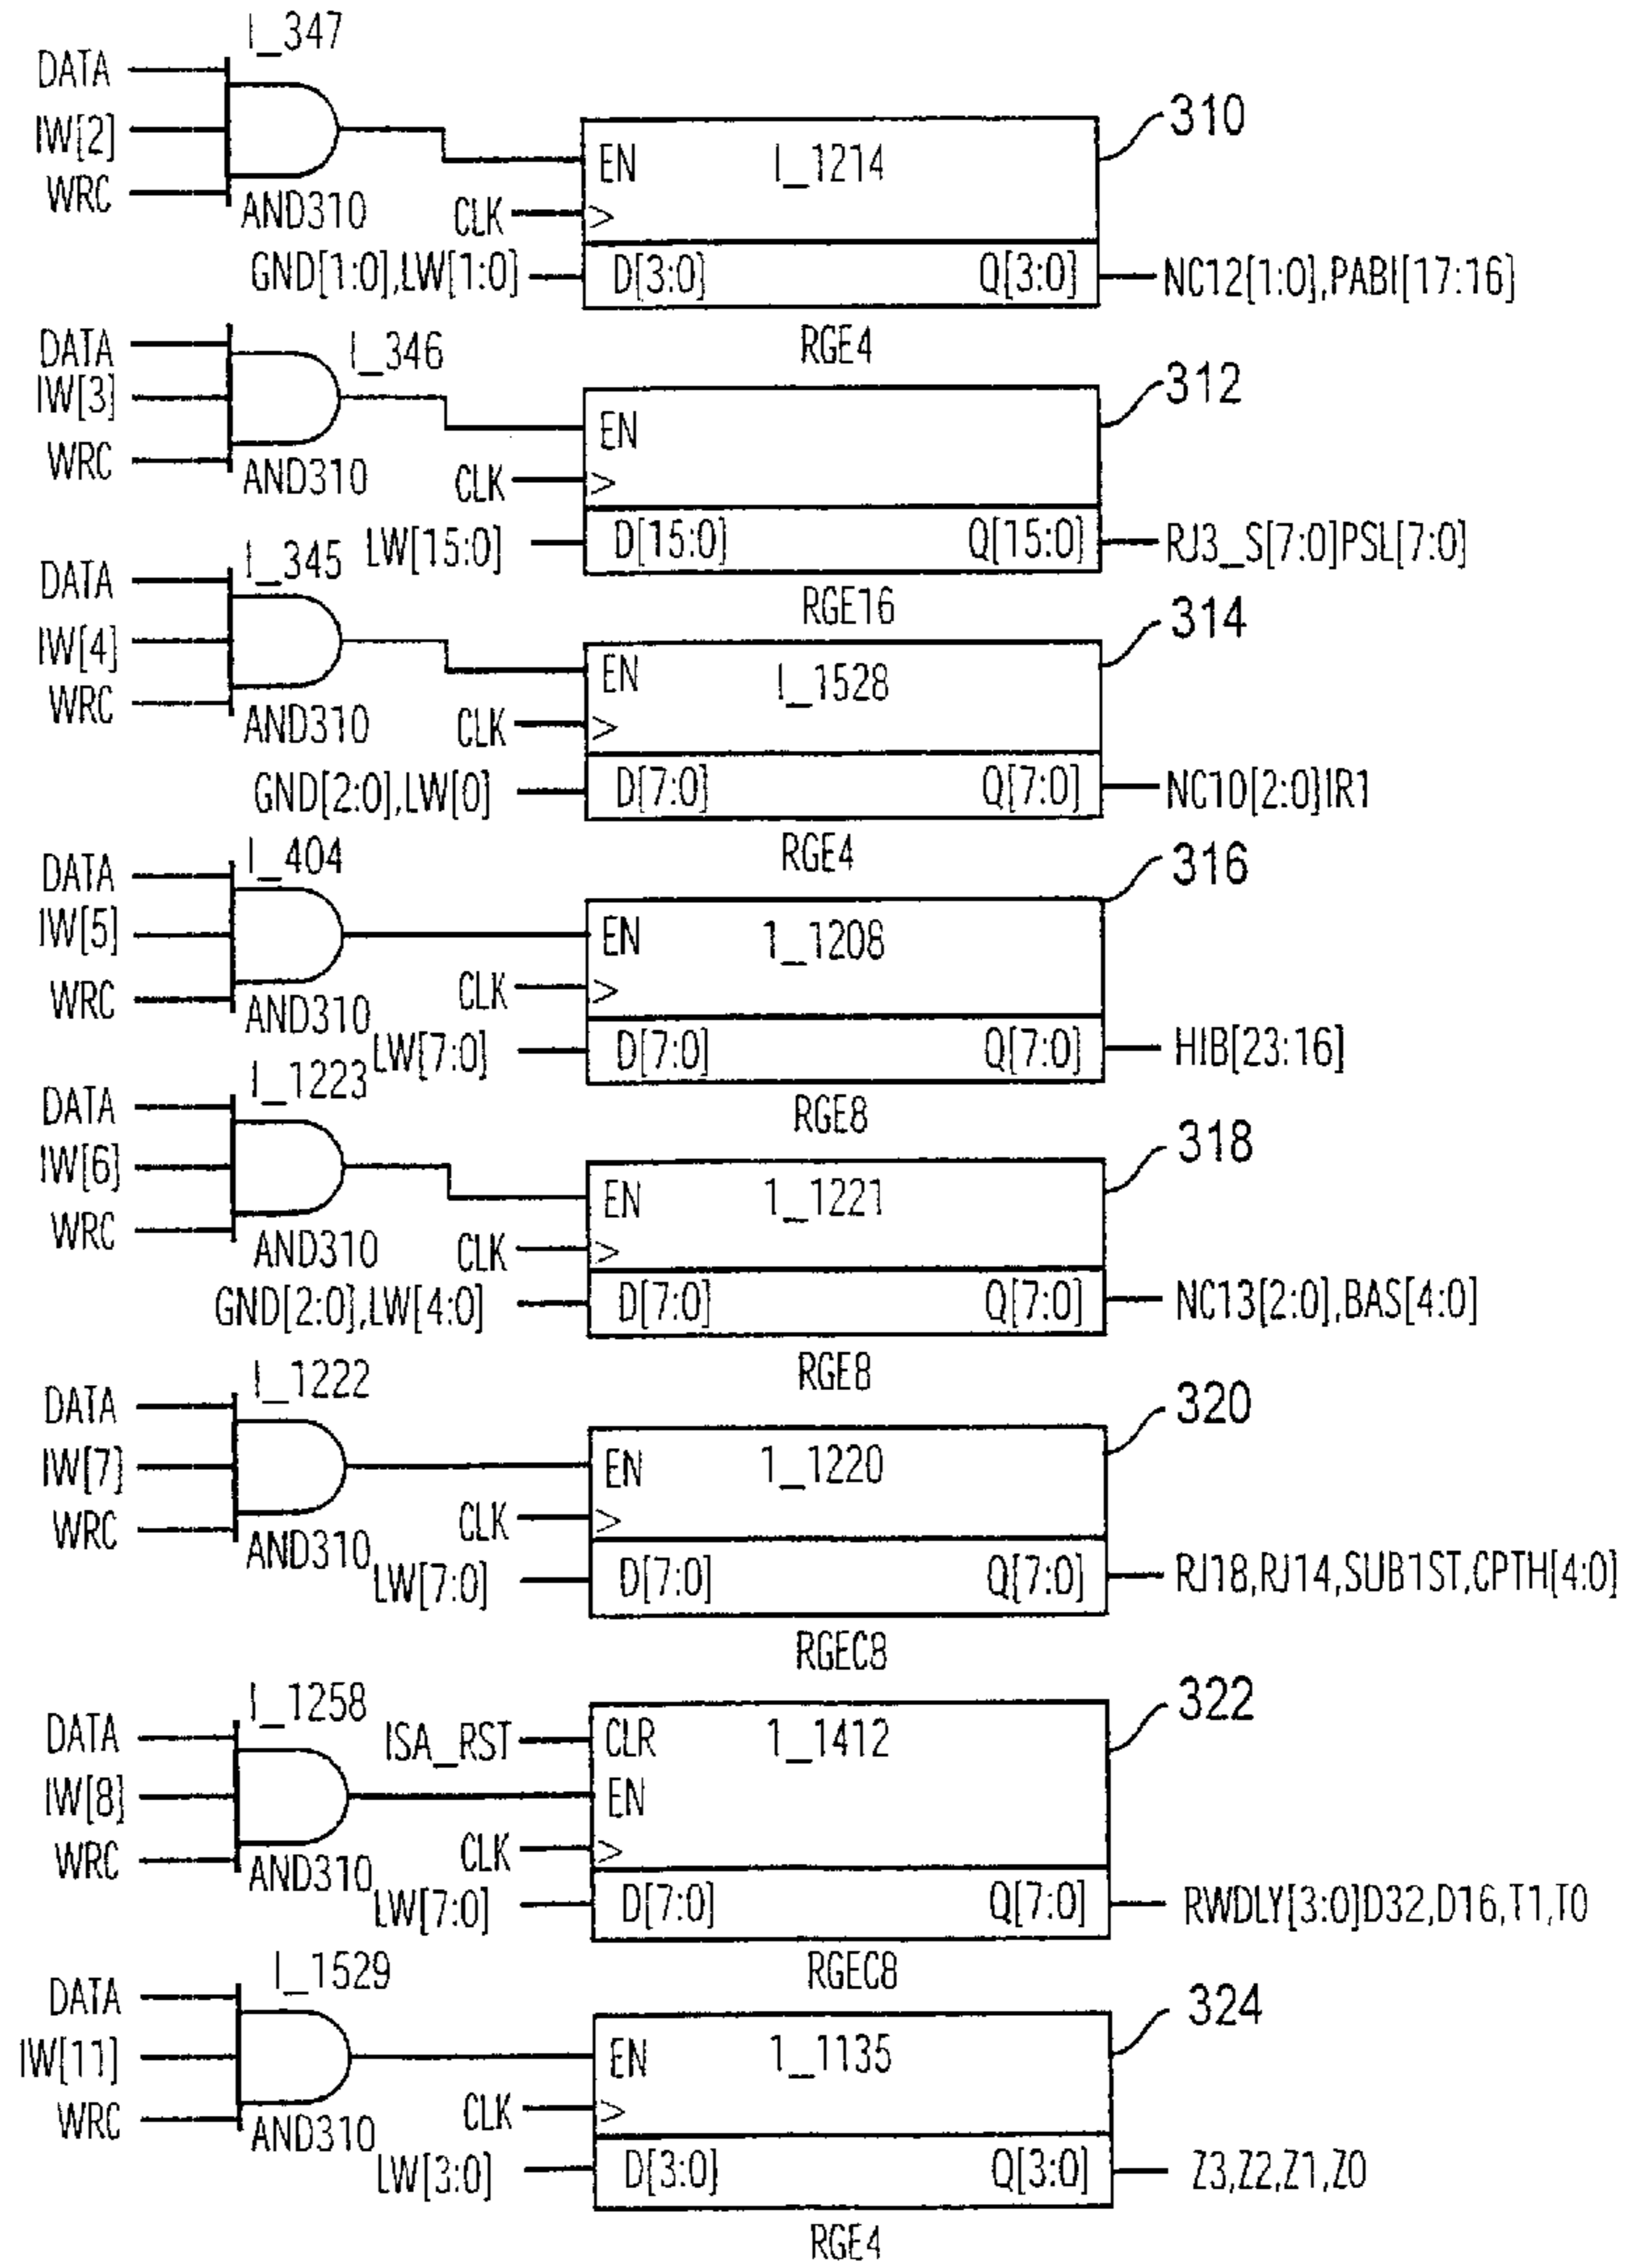 I_347
DATA
IW[2]
WRC
AND310
310
EN
I_1214
CLK
GND[1:0],LW[1:0]
D[3:0]
Q[3:0]
NC12[1:0],PABI[17:16]
RGE4
DATA
I_346
IW[3]
WRC
AND310
312
EN
CLK
LW[15:0]
D[15:0]
Q[15:0]
RJ3_S[7:0]PSL[7:0]
RGE16
I_345
DATA
IW[4]
WRC
AND310
314
EN
I_1528
CLK
GND[2:0],LW[0]
D[7:0]
Q[7:0]
NC10[2:0]IR1
RGE4
I_404
DATA
IW[5]
WRC
AND310
316
EN
1_1208
CLK
LW[7:0]
D[7:0]
Q[7:0]
HIB[23:16]
RGE8
I_1223
DATA
IW[6]
WRC
AND310
318
EN
1_1221
CLK
GND[2:0],LW[4:0]
D[7:0]
Q[7:0]
NC13[2:0],BAS[4:0]
RGE8
I_1222
DATA
IW[7]
WRC
AND310
320
EN
1_1220
CLK
LW[7:0]
D[7:0]
Q[7:0]
RJ18,RJ14,SUB1ST,CPTH[4:0]
RGEC8
I_1258
DATA
IW[8]
WRC
AND310
322
ISA_RST
CLR
1_1412
EN
CLK
LW[7:0]
D[7:0]
Q[7:0]
RWDLY[3:0]D32,D16,T1,T0
RGEC8
I_1529
DATA
IW[11]
WRC
AND310
324
EN
1_1135
CLK
LW[3:0]
D[3:0]
Q[3:0]
Z3,Z2,Z1,Z0
RGE4